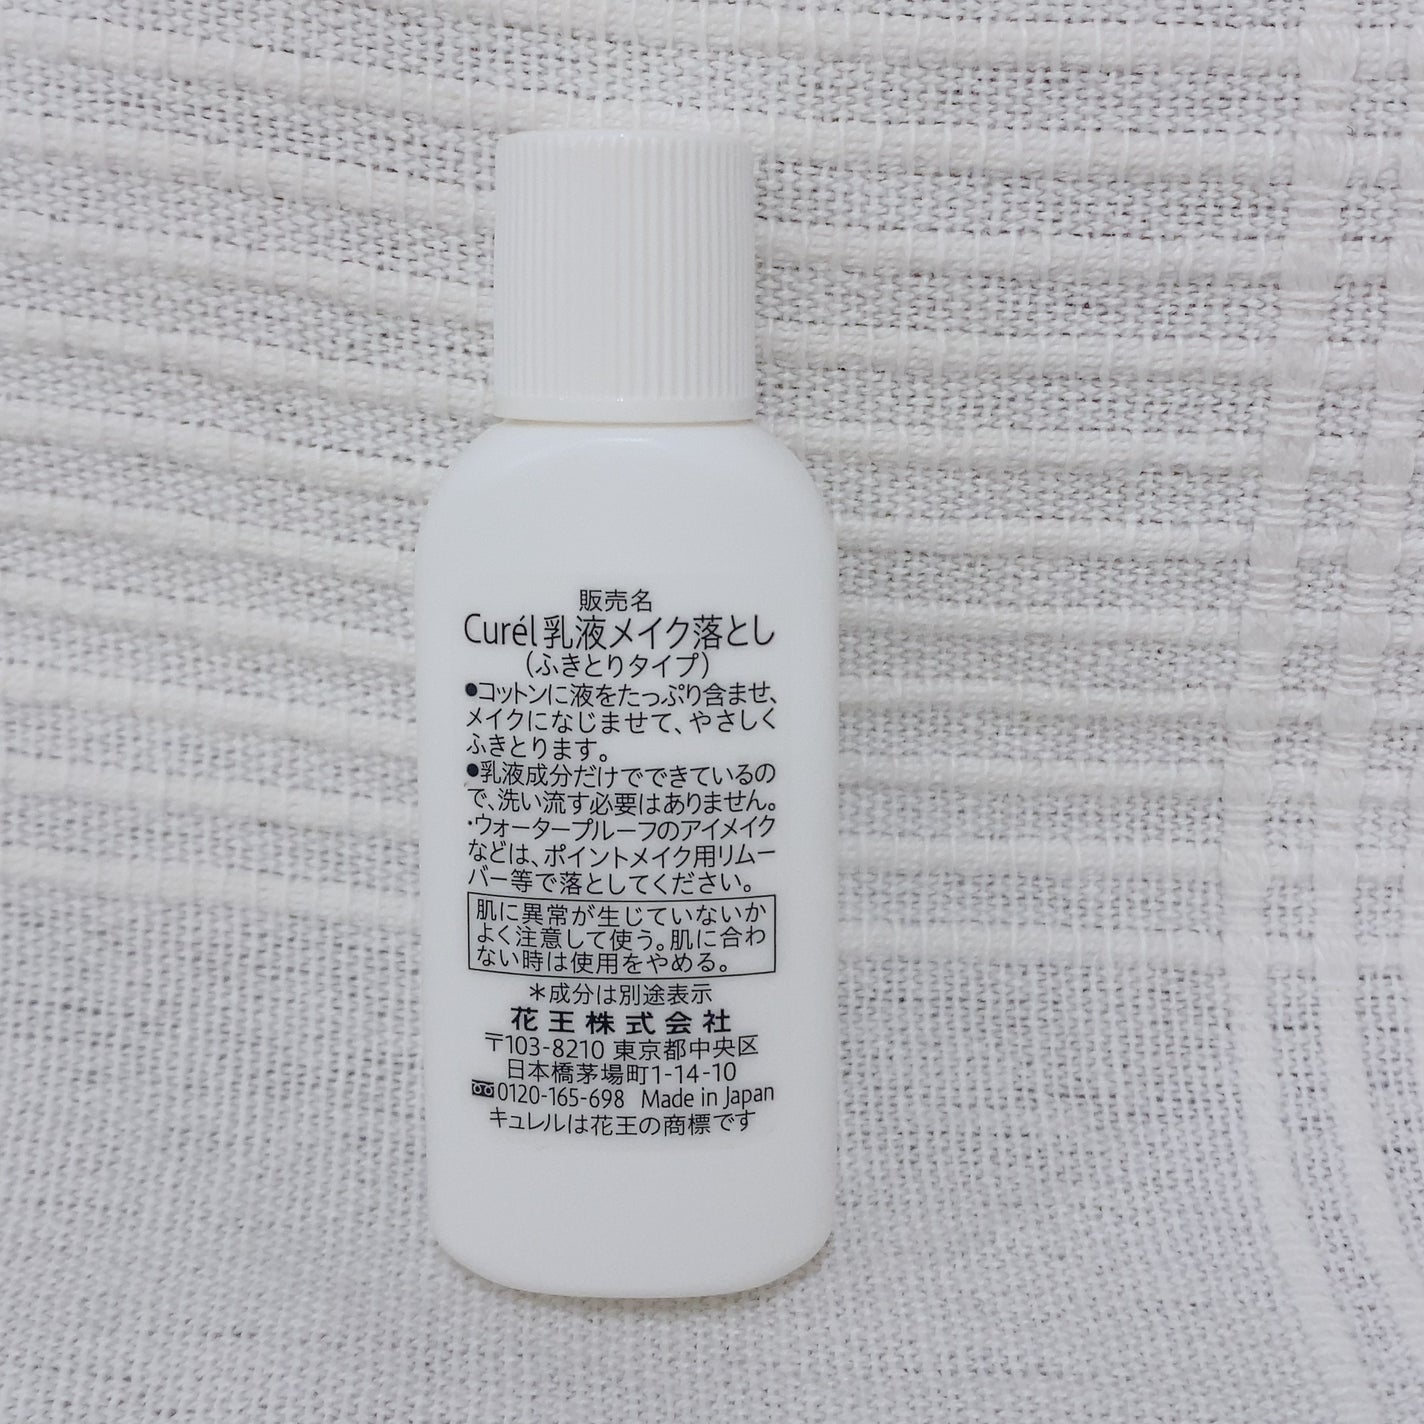 販売名
Curél乳液メイク落とし
（ふきとりタイプ）
●コットンに液をたっぷり含ませ、
メイクになじませて、やさしく
ふきとります。
●乳液成分だけでできているの
で、洗い流す必要はありません。
・ウォータープルーフのアイメイク
などは、ポイントメイク用リムー
バー等で落としてください。
肌に異常が生じていないか
よく注意して使う。肌に合わ
ない時は使用をやめる。
＊成分は別途表示
花王株式会社
〒103-8210 東京都中央区
日本橋茅場町1-14-10
0120-165-698 Made in Japan
キュレルは花王の商標です